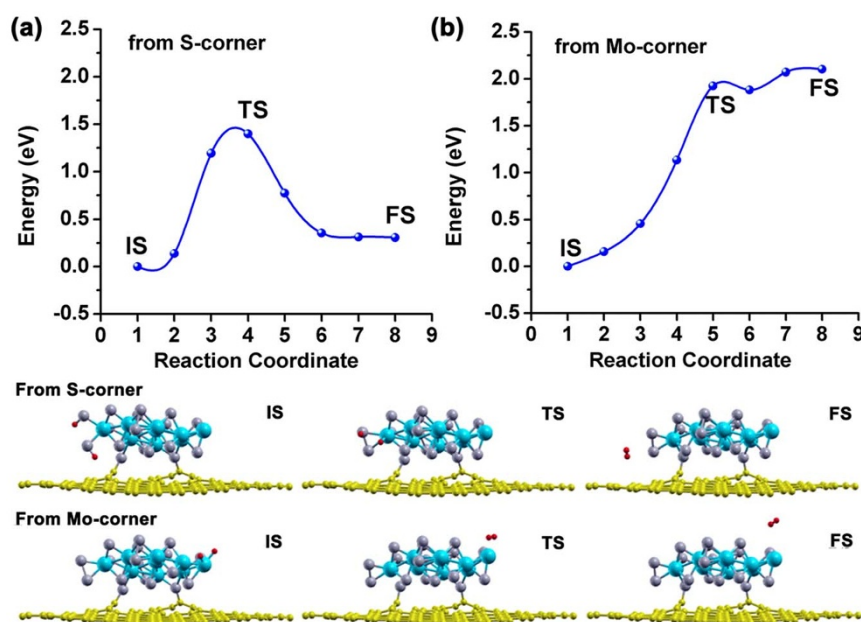 (a)
from S-corner
2.5
2.0
1.5
1.0
0.5
0.0
-0.5
Energy (eV)
IS
TS
FS
0 1 2 3 4 5 6 7 8 9
Reaction Coordinate
(b)
from Mo-corner
2.5
2.0
1.5
1.0
0.5
0.0
-0.5
Energy (eV)
IS
TS
FS
0 1 2 3 4 5 6 7 8 9
Reaction Coordinate
From S-corner
IS
TS
FS
From Mo-corner
IS
TS
FS